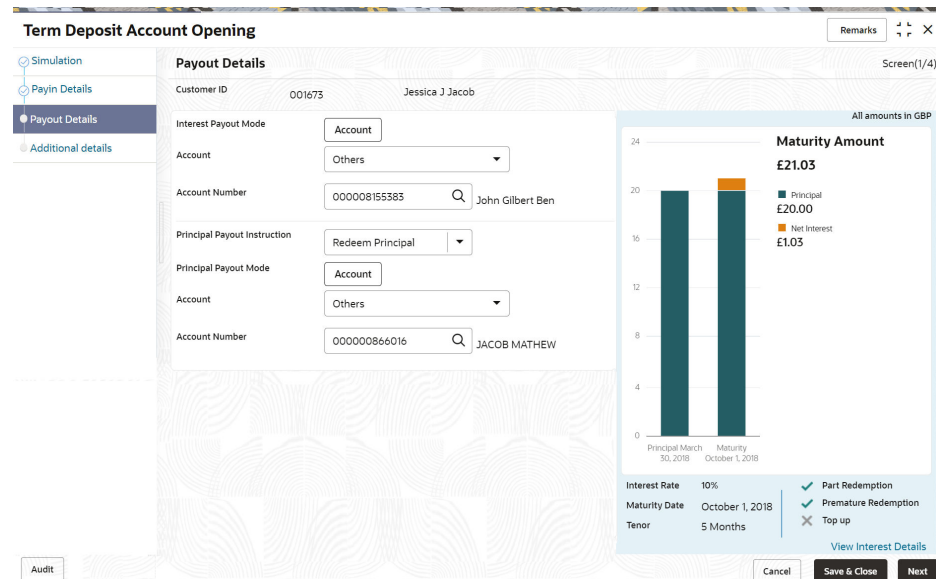 Term Deposit Account Opening
Remarks
Simulation
Payin Details
Payout Details
Additional details
Payout Details
Screen(1/4)
Customer ID
001673
Jessica J Jacob
Interest Payout Mode
Account
Account
Others
Account Number
000008155383
John Gilbert Ben
Principal Payout Instruction
Redeem Principal
Principal Payout Mode
Account
Account
Others
Account Number
000000866016
JACOB MATHEW
All amounts in GBP
24
20
16
12
8
4
0
Principal March
30, 2018
Maturity
October 1, 2018
Maturity Amount
£21.03
Principal
£20.00
Net Interest
£1.03
Interest Rate 10%
Maturity Date October 1, 2018
Tenor 5 Months
Part Redemption
Premature Redemption
Top up
View Interest Details
Audit
Cancel
Save & Close
Next